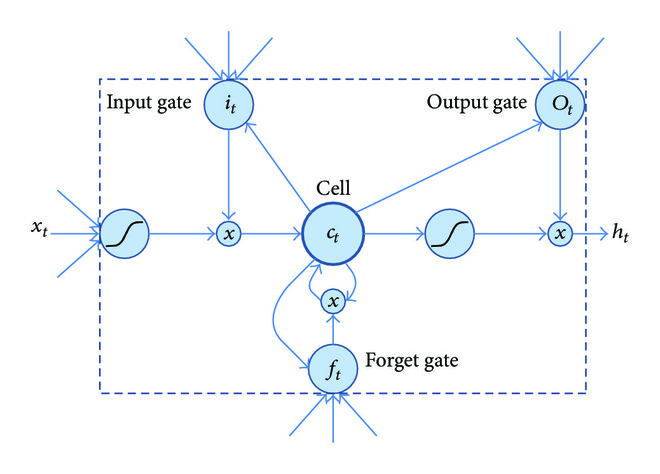 Input gate
i_t
Output gate
O_t
Cell
x_t
x
c_t
x
h_t
x
Forget gate
f_t